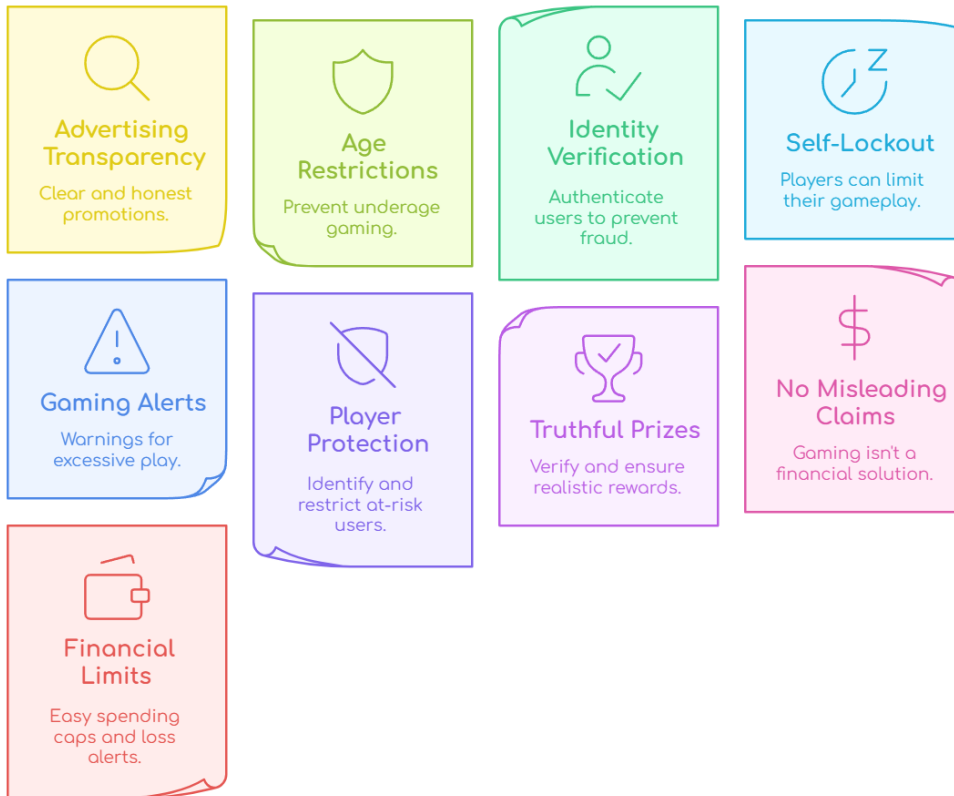 Advertising
Transparency
Clear and honest
promotions.
Age
Restrictions
Prevent underage
gaming.
Identity
Verification
Authenticate
users to prevent
fraud.
Self-Lockout
Players can limit
their gameplay.
Gaming Alerts
Warnings for
excessive play.
Player
Protection
Identify and
restrict at-risk
users.
Truthful Prizes
Verify and ensure
realistic rewards.
No Misleading
Claims
Gaming isn't a
financial solution.
Financial
Limits
Easy spending
caps and loss
alerts.